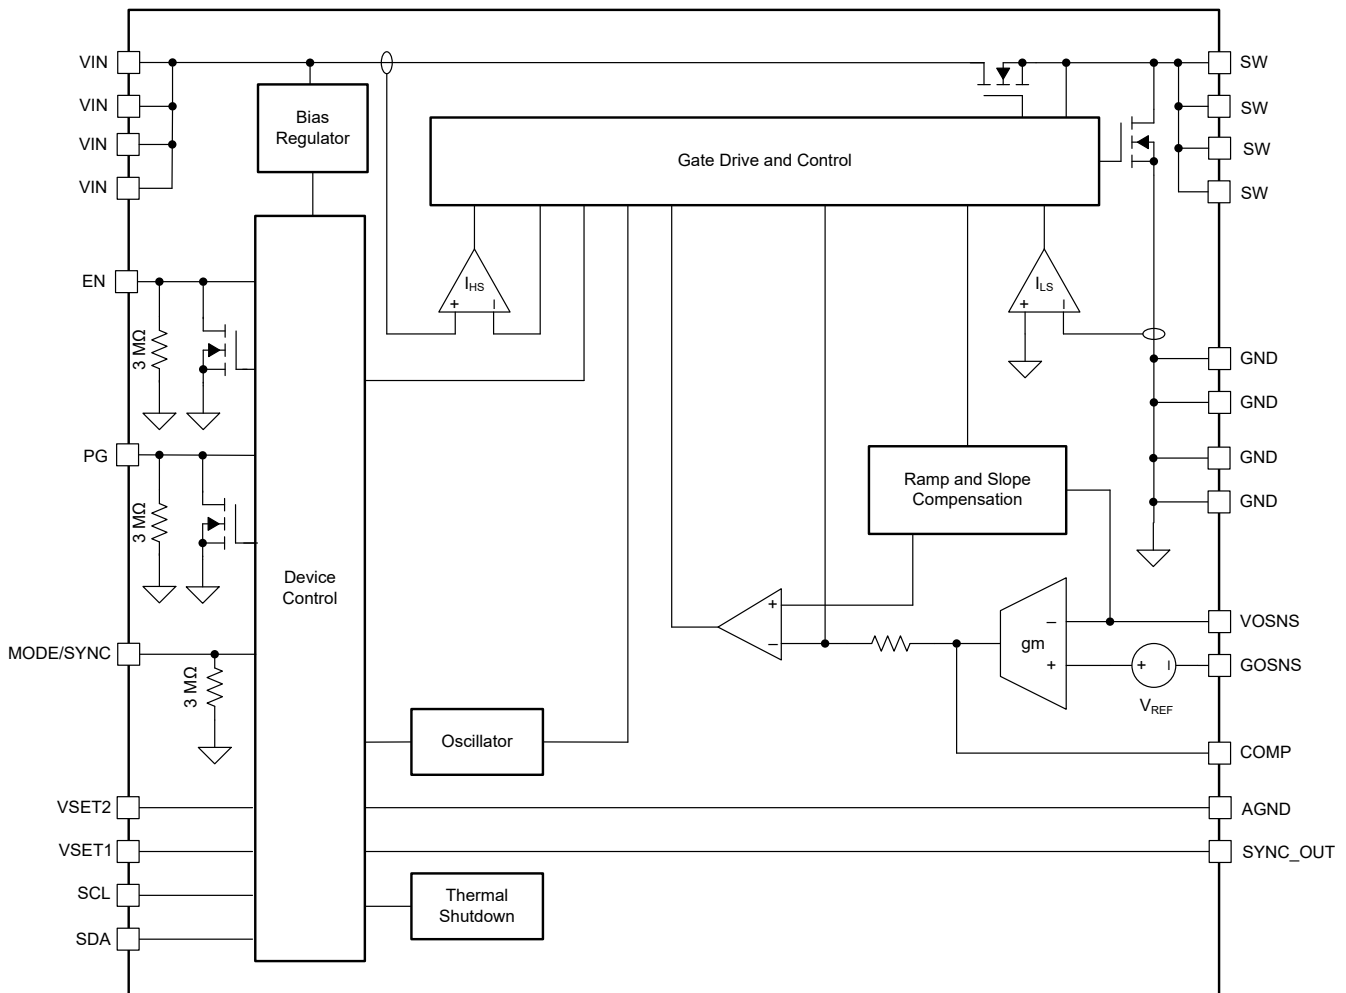 VIN
SW
VIN
SW
Bias
Regulator
VIN
SW
Gate Drive and Control
VIN
SW
EN
IHS
+
–
ILS
+
–
3 MΩ
GND
GND
PG
GND
Ramp and Slope
Compensation
GND
3 MΩ
Device
Control
+
–
–
VOSNS
gm
MODE/SYNC
+
+
–
GOSNS
3 MΩ
VREF
Oscillator
COMP
VSET2
AGND
VSET1
SYNC_OUT
SCL
Thermal
Shutdown
SDA